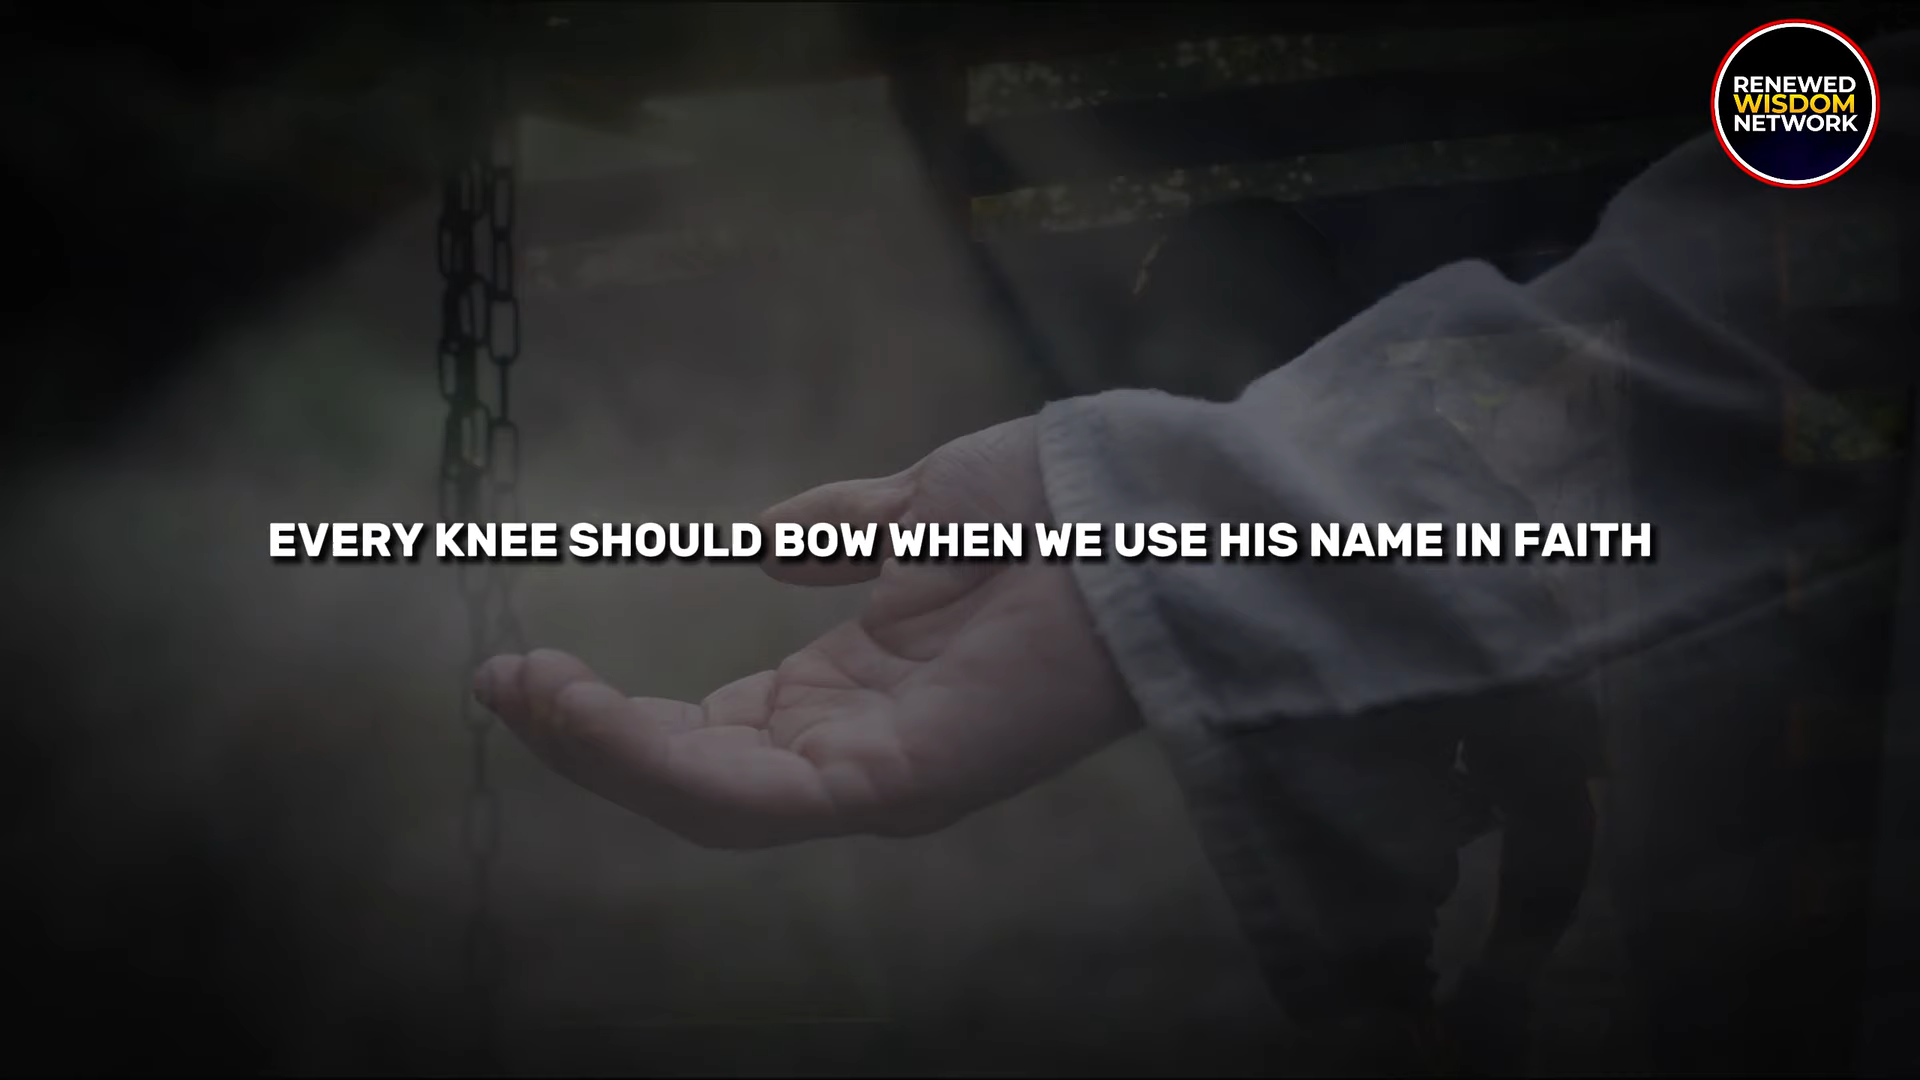 RENEWED
WISDOM
NETWORK
EVERY KNEE SHOULD BOW WHEN WE USE HIS NAME IN FAITH